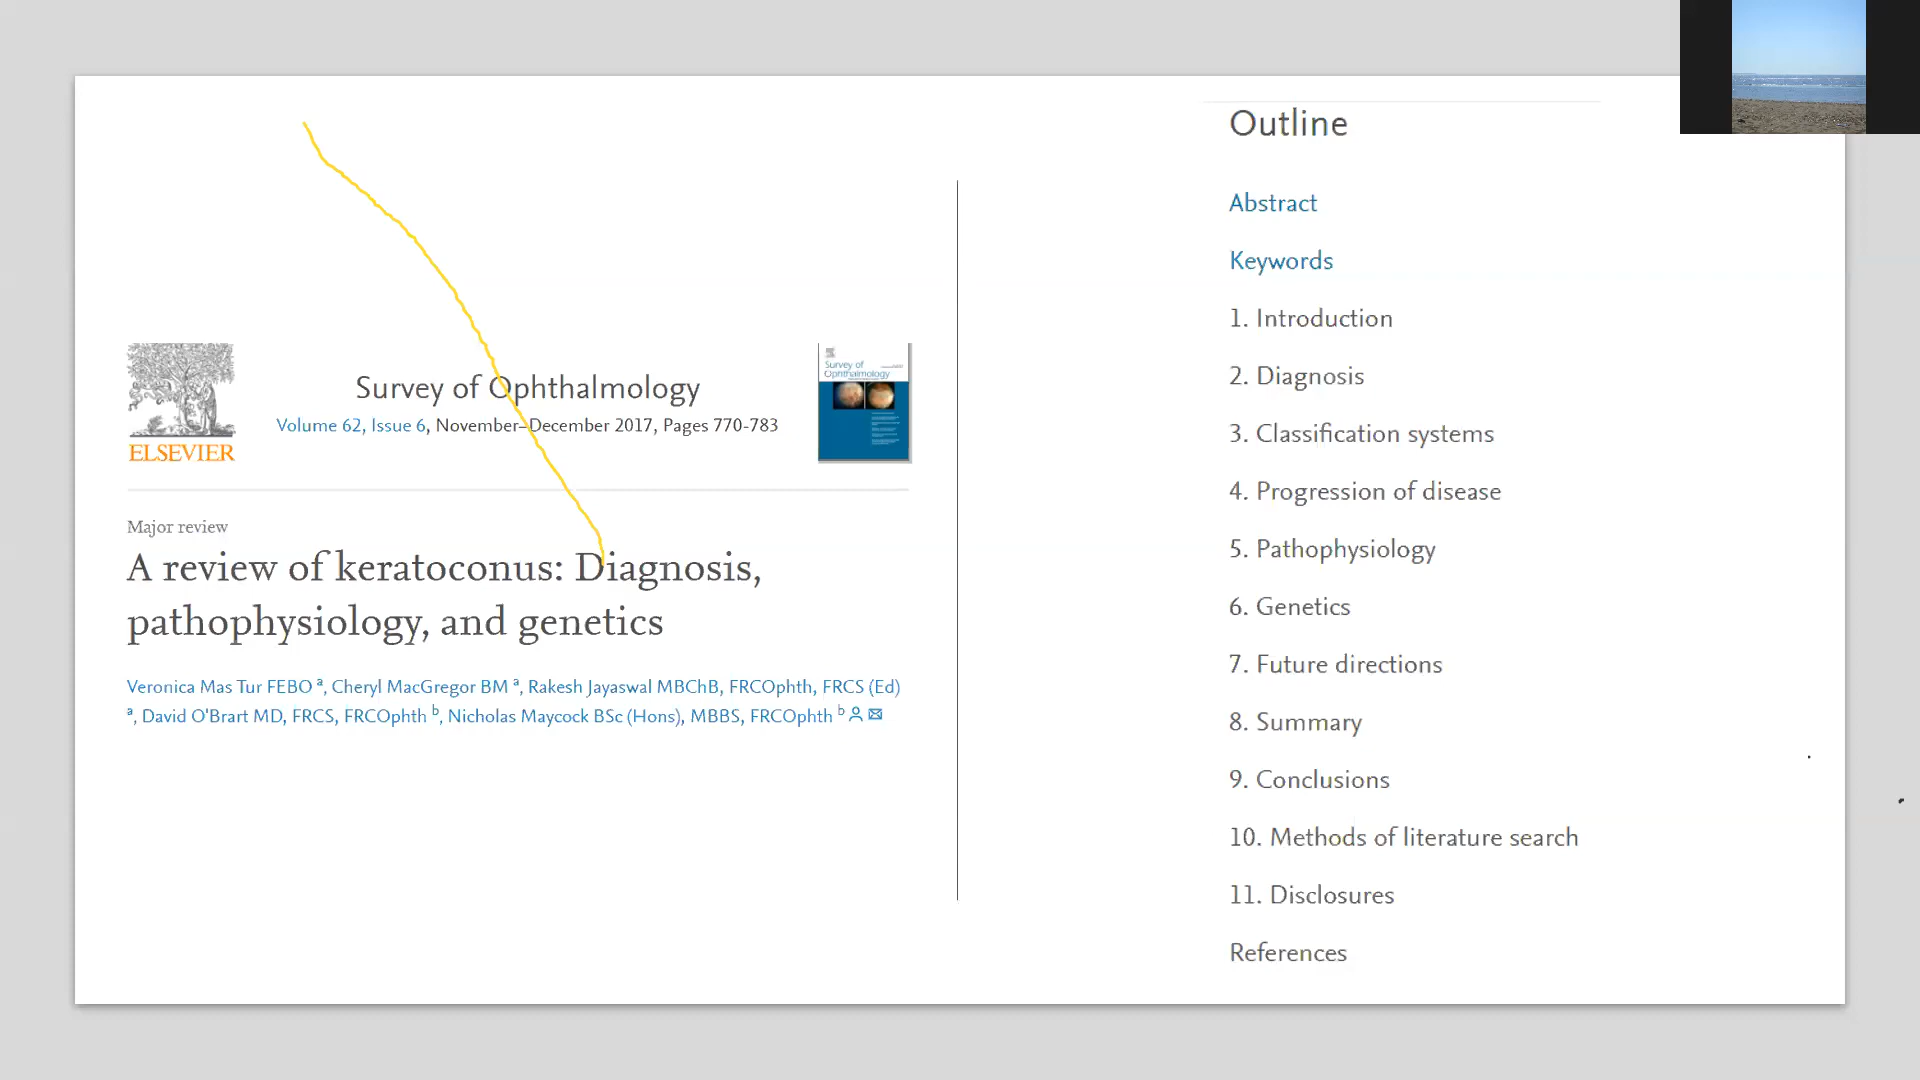 ELSEVIER
Survey of Ophthalmology
Volume 62, Issue 6, November–December 2017, Pages 770-783
Survey of
Ophthalmology
Major review
A review of keratoconus: Diagnosis,
pathophysiology, and genetics
Veronica Mas Tur FEBO ᵃ, Cheryl MacGregor BM ᵃ, Rakesh Jayaswal MBChB, FRCOphth, FRCS (Ed)
ᵃ, David O'Brart MD, FRCS, FRCOphth ᵇ, Nicholas Maycock BSc (Hons), MBBS, FRCOphth ᵇ
Outline
Abstract
Keywords
1. Introduction
2. Diagnosis
3. Classification systems
4. Progression of disease
5. Pathophysiology
6. Genetics
7. Future directions
8. Summary
9. Conclusions
10. Methods of literature search
11. Disclosures
References